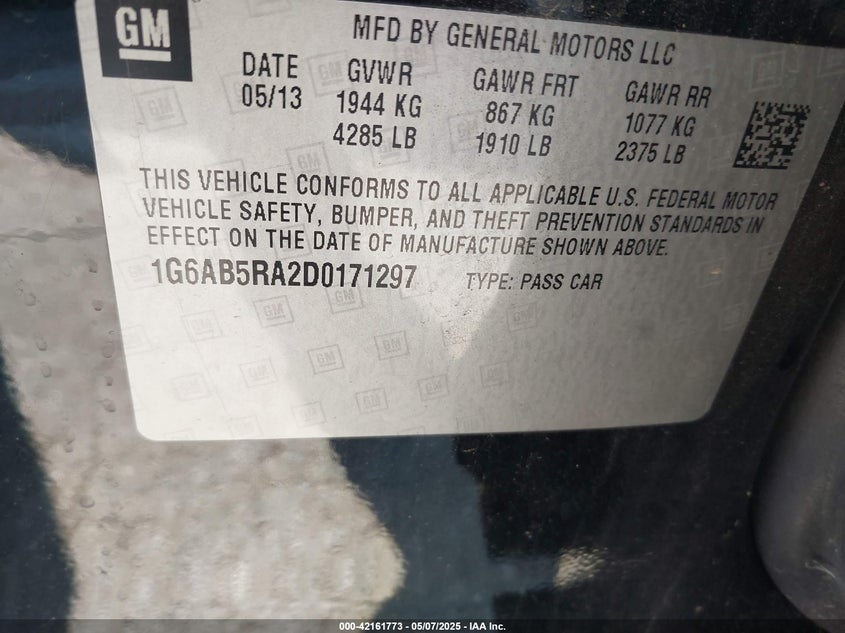 GM
MFD BY GENERAL MOTORS LLC
DATE GVWR GAWR FRT GAWR RR
05/13 1944 KG 867 KG 1077 KG
4285 LB 1910 LB 2375 LB
THIS VEHICLE CONFORMS TO ALL APPLICABLE U.S. FEDERAL MOTOR
VEHICLE SAFETY, BUMPER, AND THEFT PREVENTION STANDARDS IN
EFFECT ON THE DATE OF MANUFACTURE SHOWN ABOVE.
1G6AB5RA2D0171297 TYPE: PASS CAR
000-42161773 - 05/07/2025 - IAA Inc.